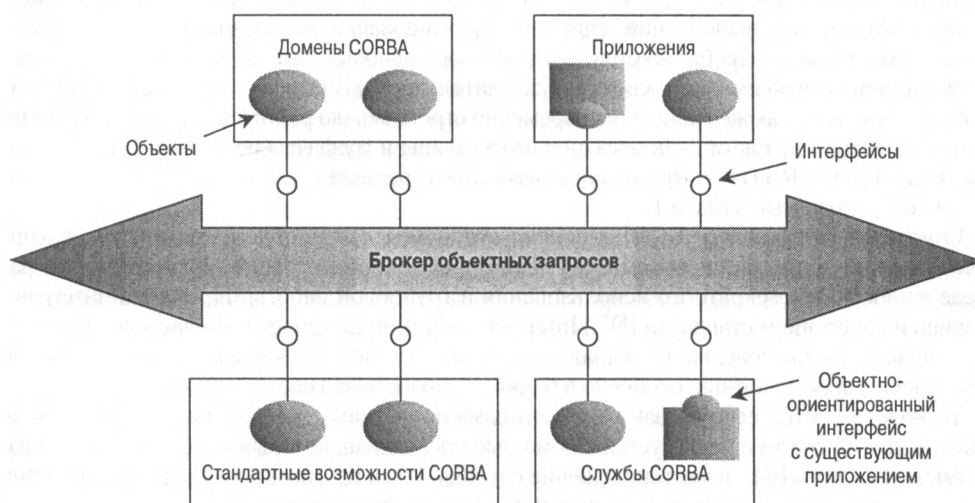 Домены CORBA
Приложения
Объекты
Интерфейсы
Брокер объектных запросов
Объектно-
ориентированный
интерфейс
с существующим
приложением
Стандартные возможности CORBA
Службы CORBA